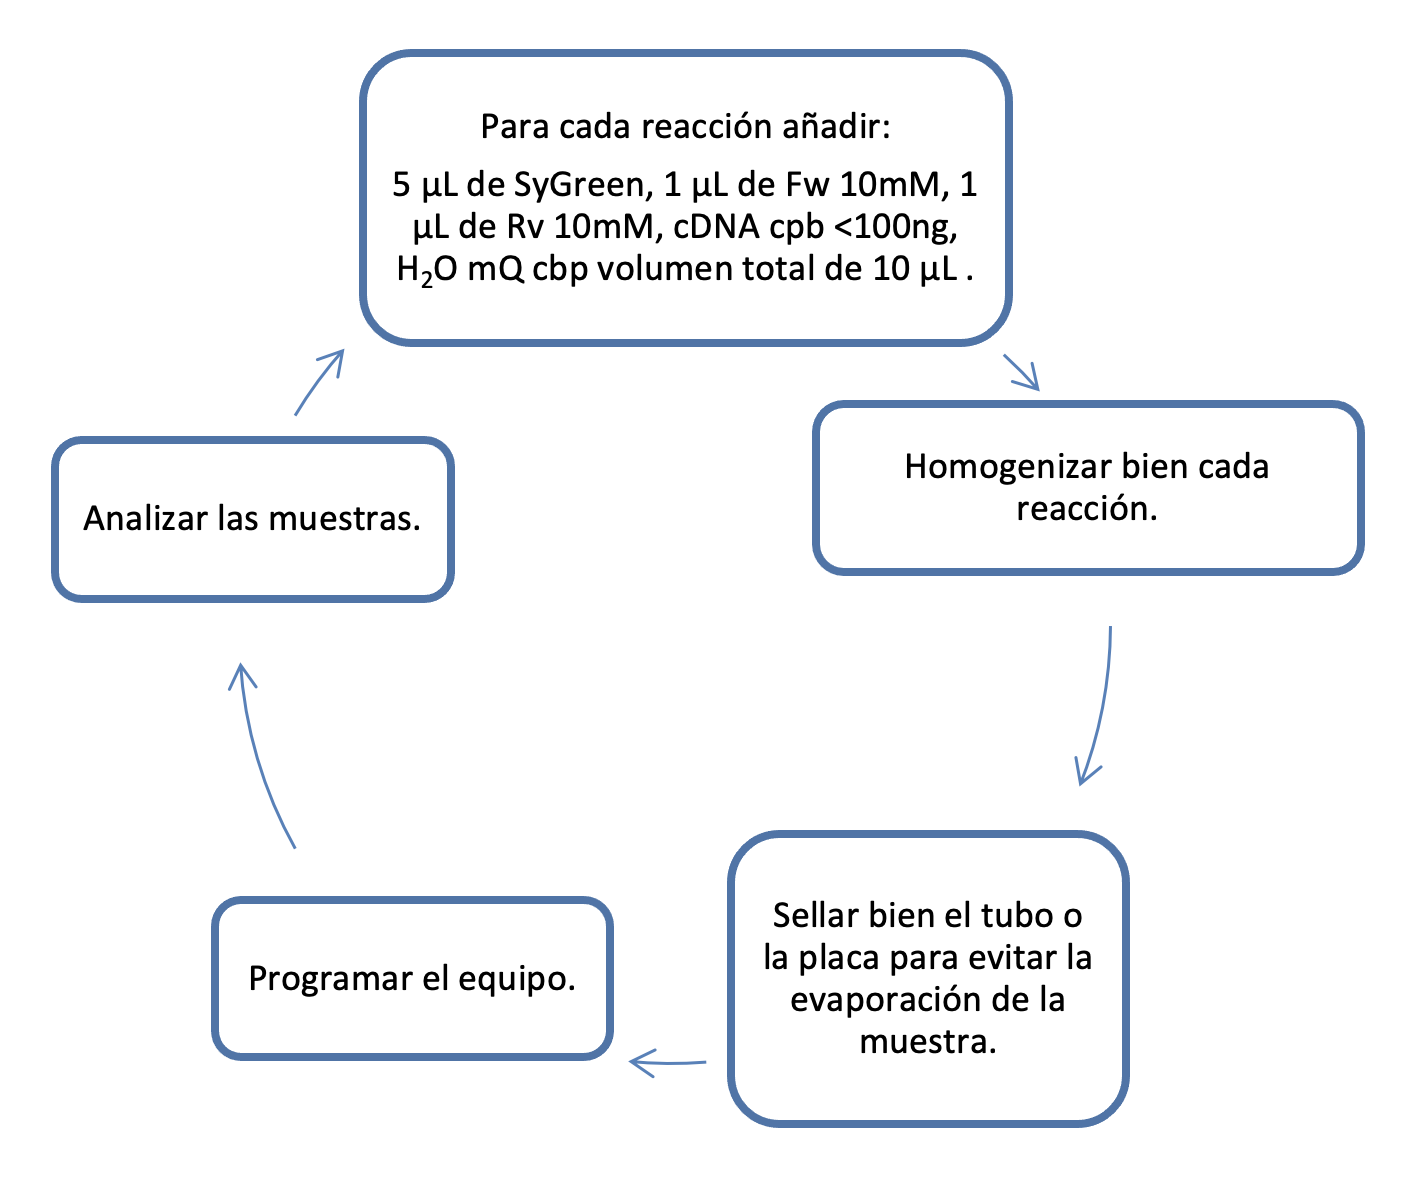 Para cada reacción añadir:
5 µL de SyGreen, 1 µL de Fw 10mM, 1
µL de Rv 10mM, cDNA cpb <100ng,
H₂O mQ cbp volumen total de 10 µL .
Homogenizar bien cada
reacción.
Sellar bien el tubo o
la placa para evitar la
evaporación de la
muestra.
Programar el equipo.
Analizar las muestras.